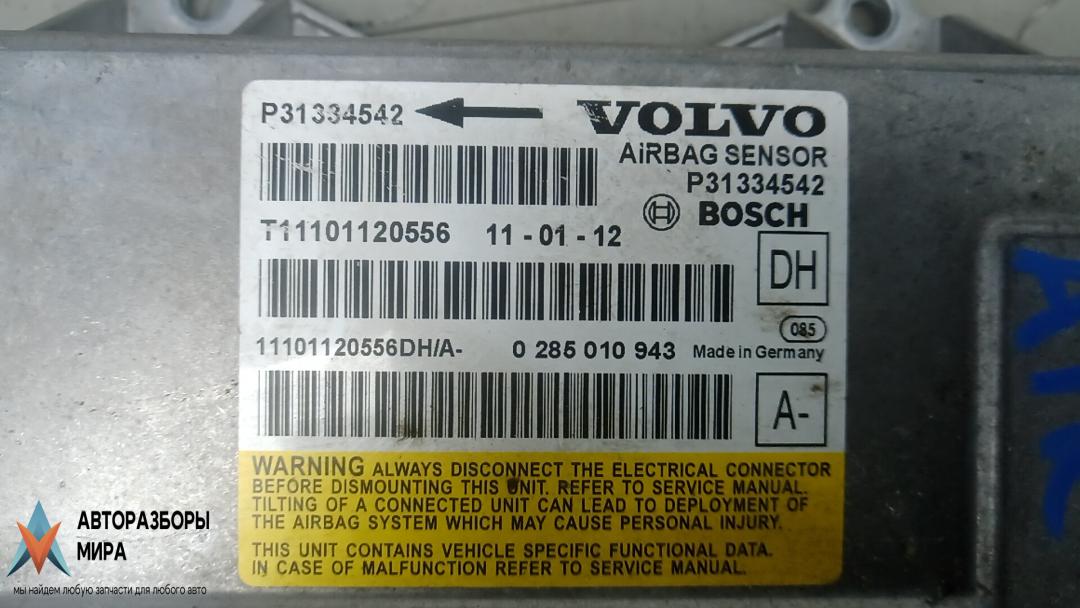 P31334542
VOLVO
AiRBAG SENSOR
P31334542
BOSCH
T11101120556 11 - 01 - 12
DH
085
11101120556DH/A- 0 285 010 943 Made in Germany
A-
WARNING ALWAYS DISCONNECT THE ELECTRICAL CONNECTOR
BEFORE DISMOUNTING THIS UNIT. REFER TO SERVICE MANUAL.
TILTING OF A CONNECTED UNIT CAN LEAD TO DEPLOYMENT OF
THE AIRBAG SYSTEM WHICH MAY CAUSE PERSONAL INJURY.
THIS UNIT CONTAINS VEHICLE SPECIFIC FUNCTIONAL DATA.
IN CASE OF MALFUNCTION REFER TO SERVICE MANUAL.
АВТОРАЗБОРЫ
МИРА
мы найдем любую запчасти для любого авто